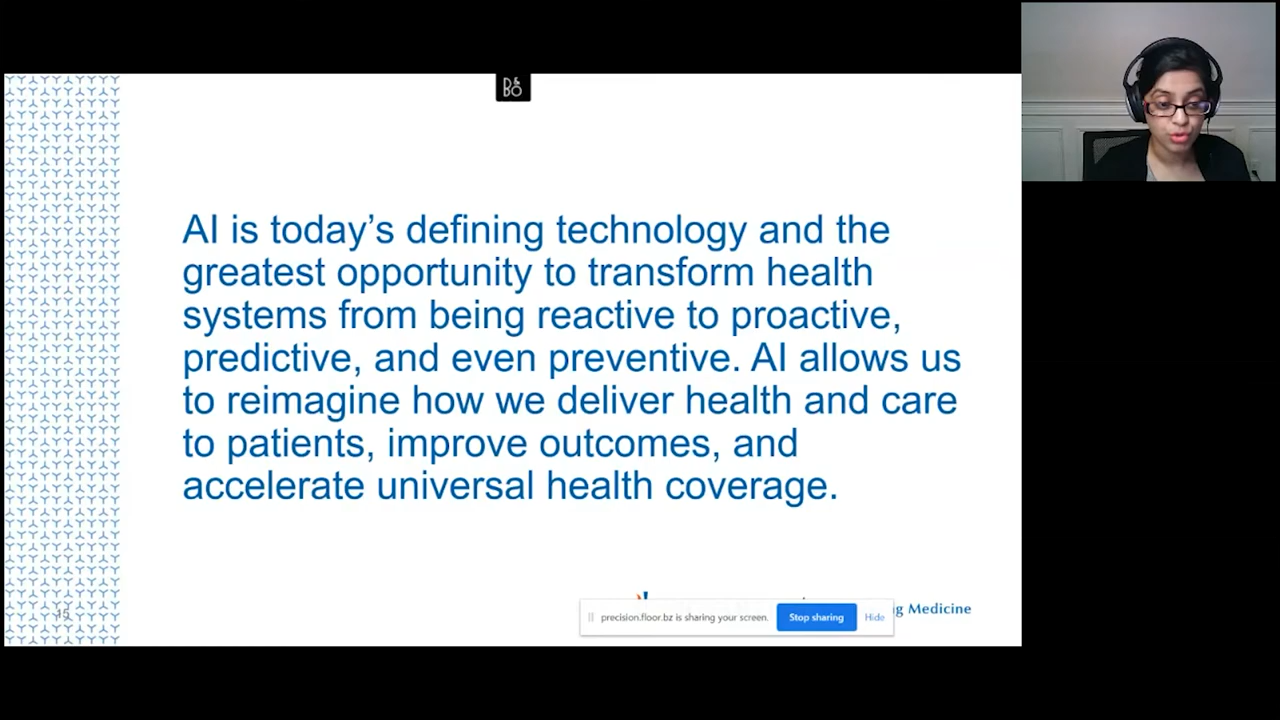 B&O
AI is today's defining technology and the
greatest opportunity to transform health
systems from being reactive to proactive,
predictive, and even preventive. AI allows us
to reimagine how we deliver health and care
to patients, improve outcomes, and
accelerate universal health coverage.
15
precision.floor.bz is sharing your screen.
Stop sharing
Hide
Medicine